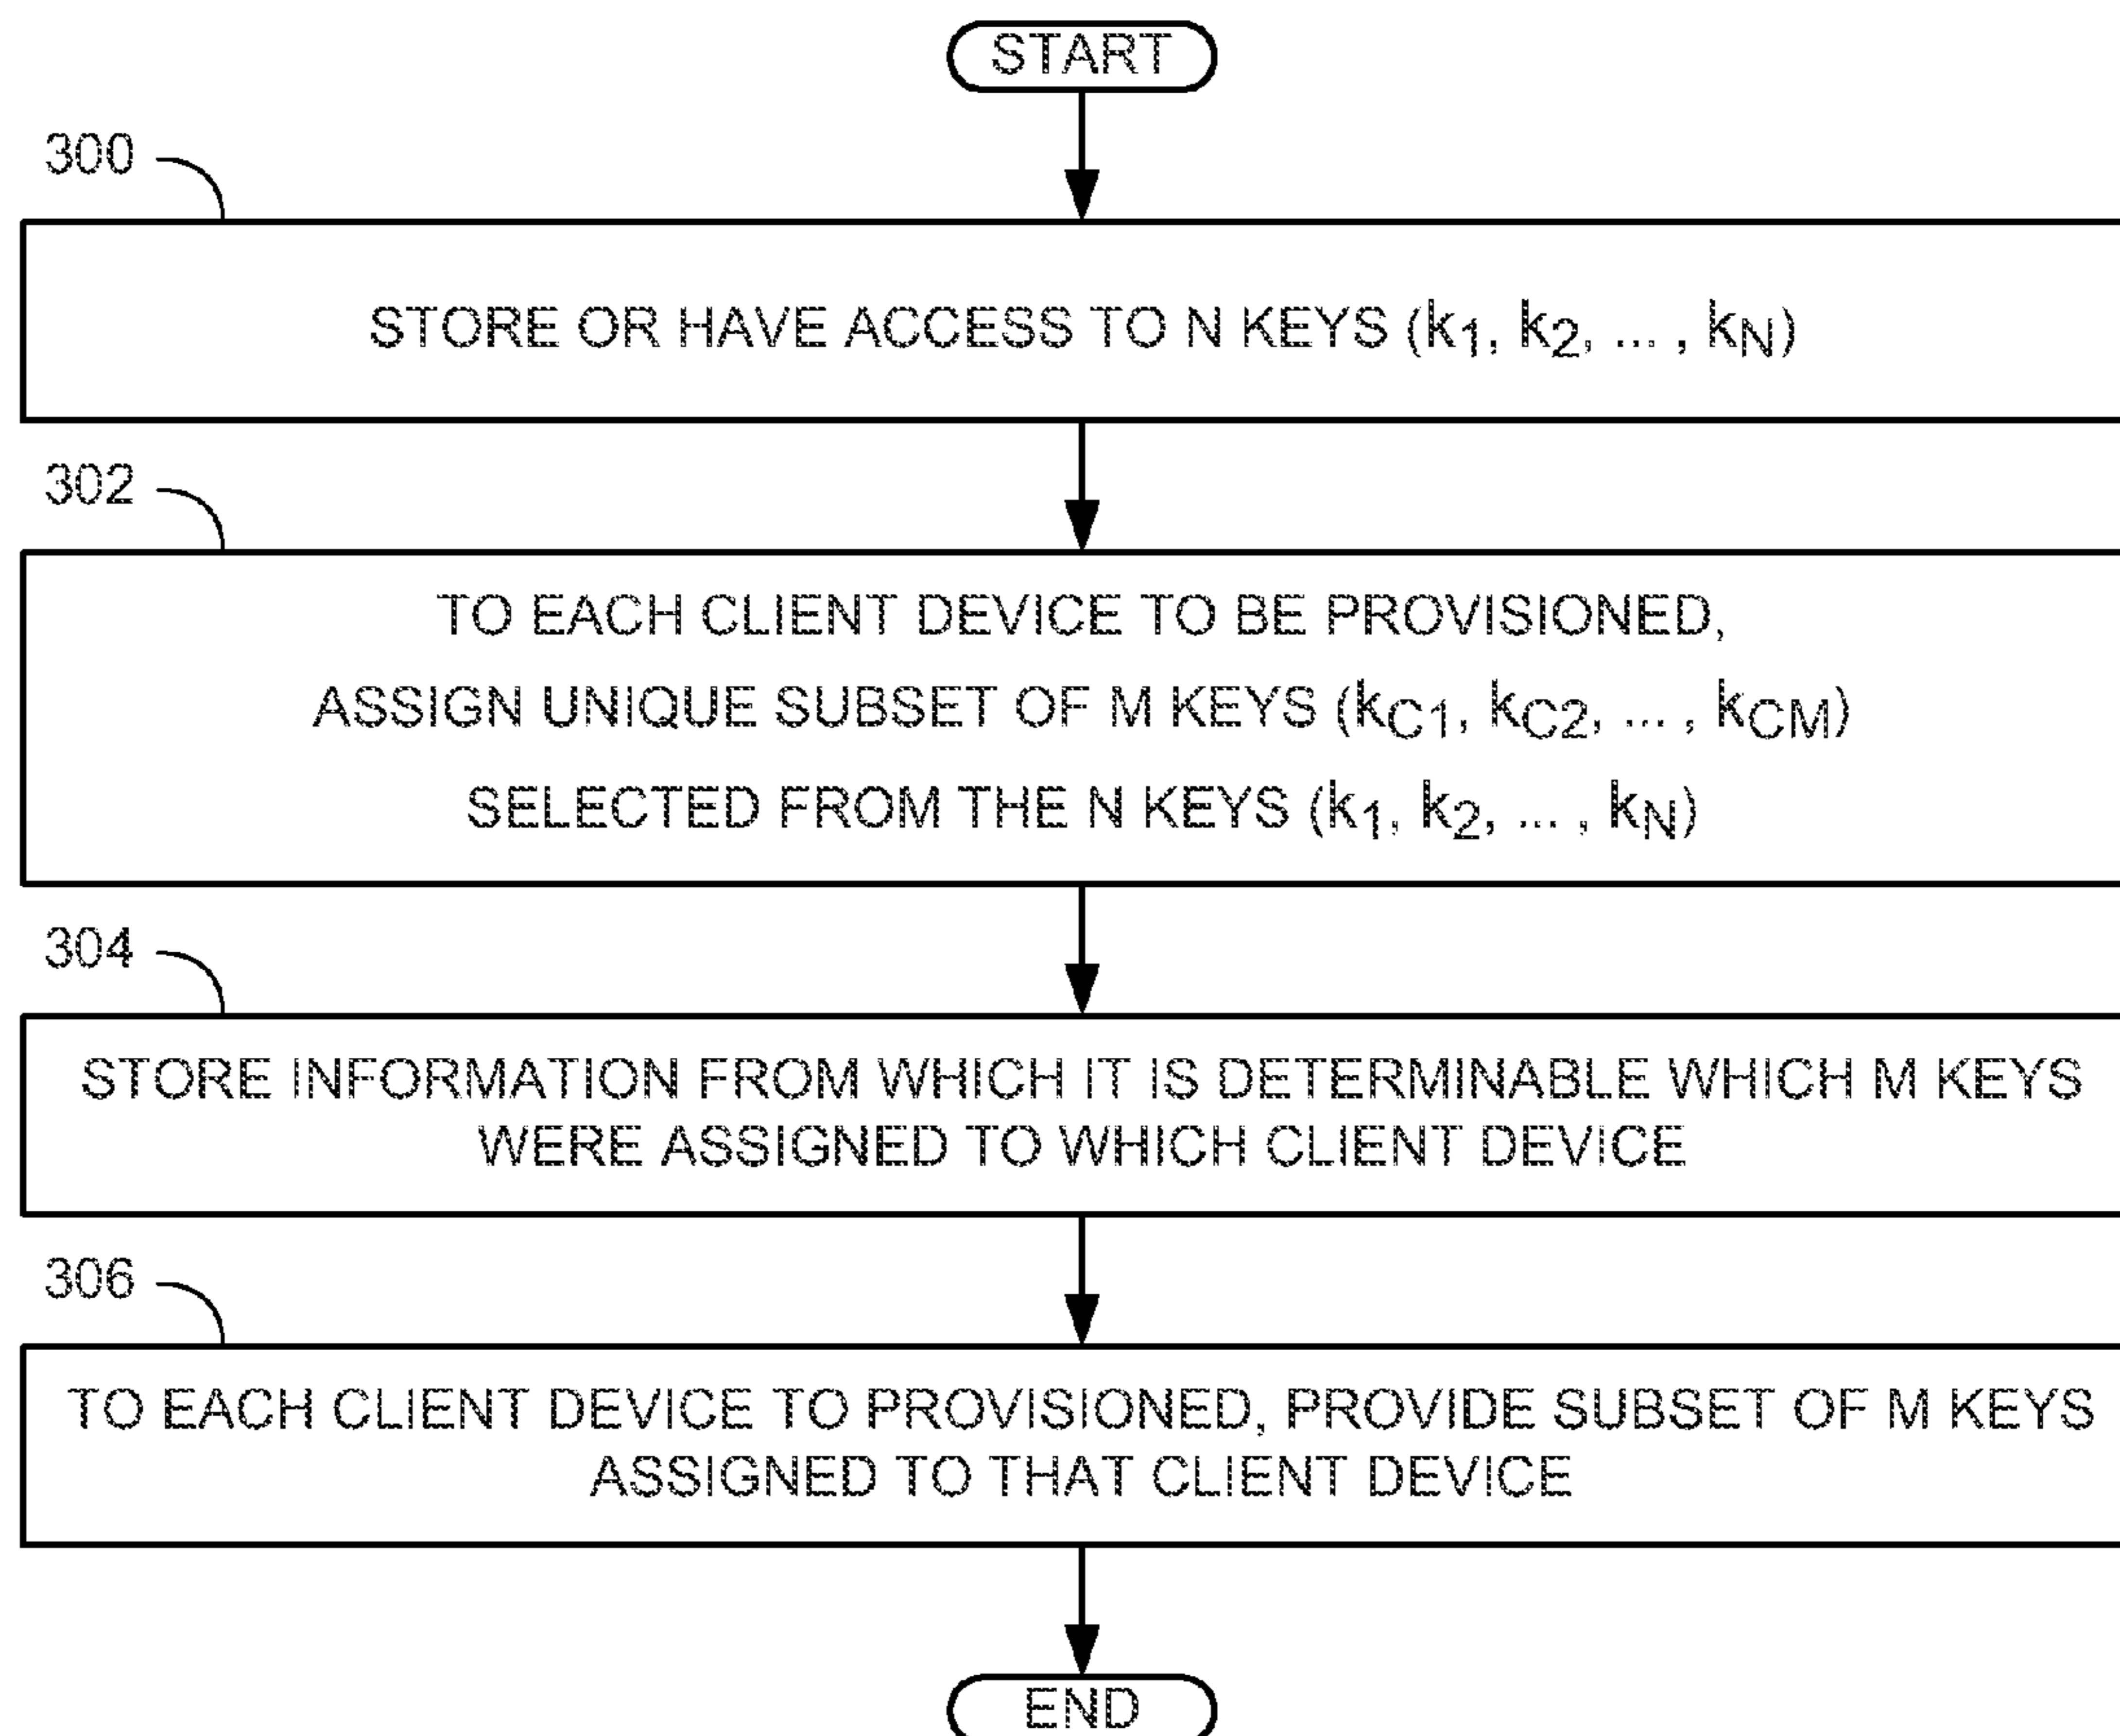 START
300
STORE OR HAVE ACCESS TO N KEYS (k1, k2, ... , kN)
302
TO EACH CLIENT DEVICE TO BE PROVISIONED,
ASSIGN UNIQUE SUBSET OF M KEYS (kC1, kC2, ... , kCM)
SELECTED FROM THE N KEYS (k1, k2, ... , kN)
304
STORE INFORMATION FROM WHICH IT IS DETERMINABLE WHICH M KEYS
WERE ASSIGNED TO WHICH CLIENT DEVICE
306
TO EACH CLIENT DEVICE TO PROVISIONED, PROVIDE SUBSET OF M KEYS
ASSIGNED TO THAT CLIENT DEVICE
END